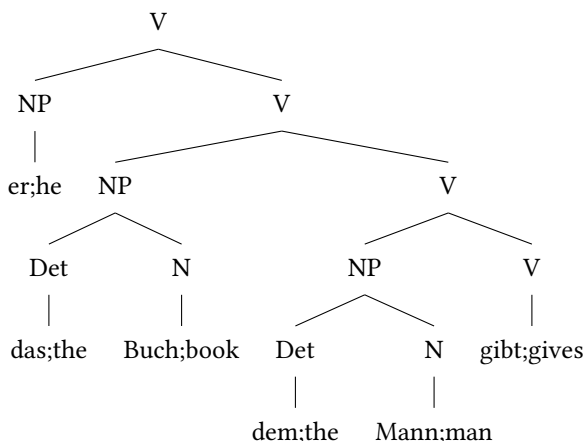 V
NP V
er;he NP V
Det N NP V
das;the Buch;book Det N gibt;gives
dem;the Mann;man